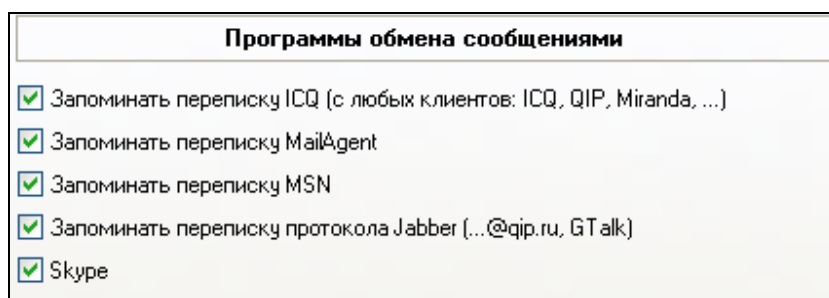 Программы обмена сообщениями
Запоминать переписку ICQ (с любых клиентов: ICQ, QIP, Miranda, ...)
Запоминать переписку MailAgent
Запоминать переписку MSN
Запоминать переписку протокола Jabber (...@qip.ru, GTalk)
Skype